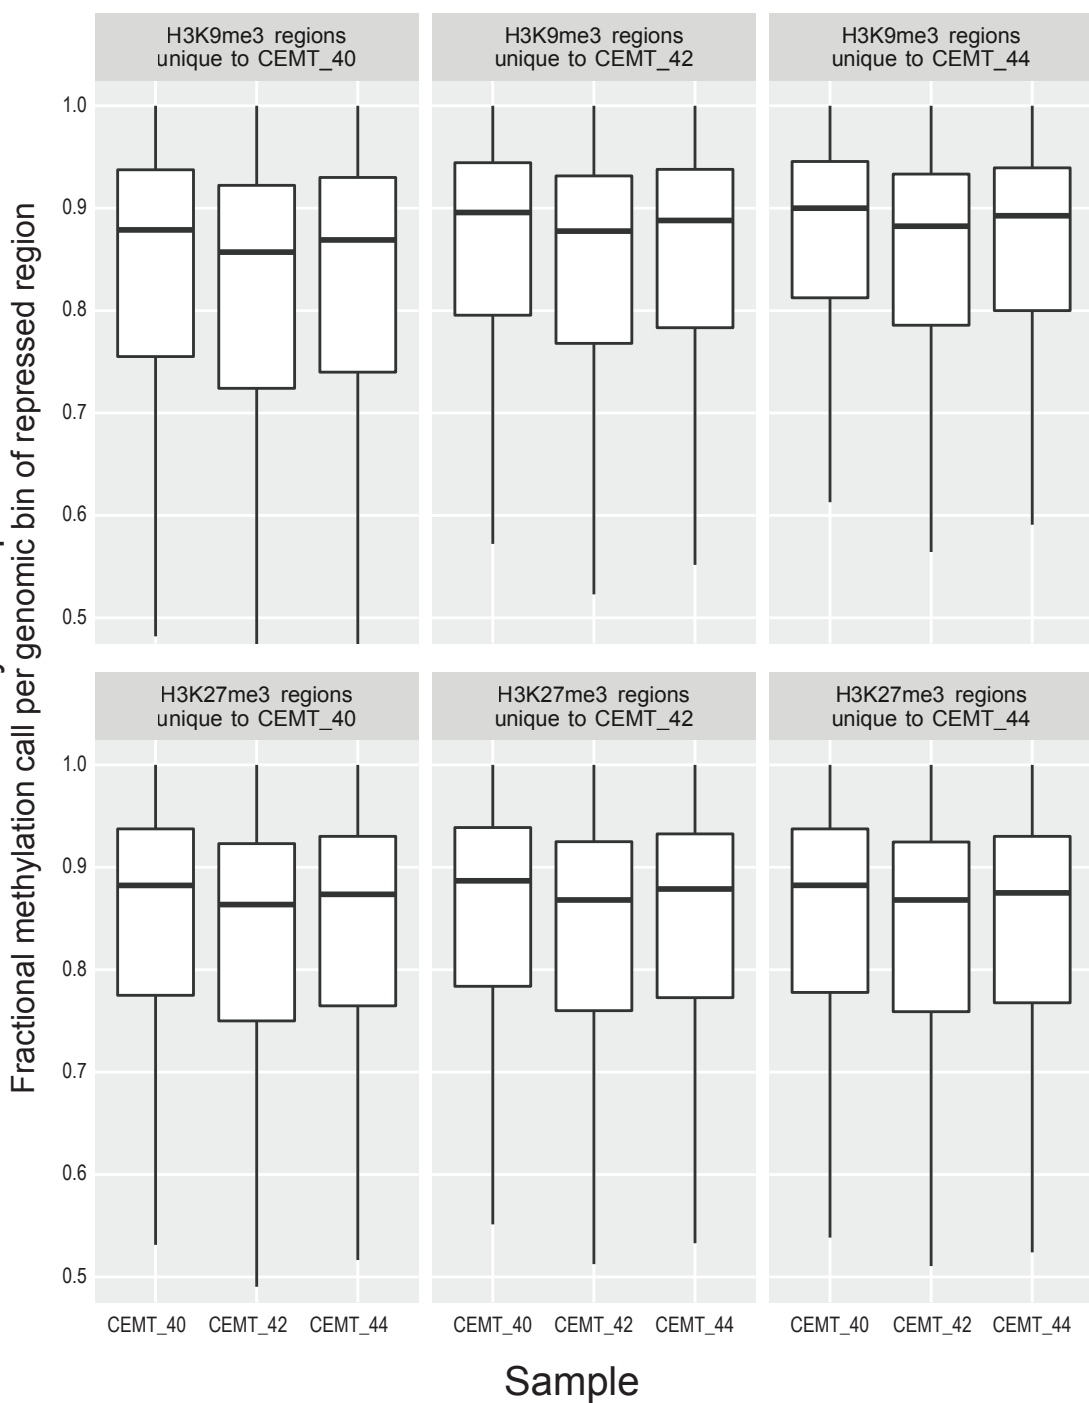 H3K9me3 regions
unique to CEMT_40
H3K9me3 regions
unique to CEMT_42
H3K9me3 regions
unique to CEMT_44
1.0
0.9
0.8
0.7
0.6
0.5
H3K27me3 regions
unique to CEMT_40
H3K27me3 regions
unique to CEMT_42
H3K27me3 regions
unique to CEMT_44
1.0
0.9
0.8
0.7
0.6
0.5
Fractional methylation call per genomic bin of repressed region
CEMT_40 CEMT_42 CEMT_44 CEMT_40 CEMT_42 CEMT_44 CEMT_40 CEMT_42 CEMT_44
Sample